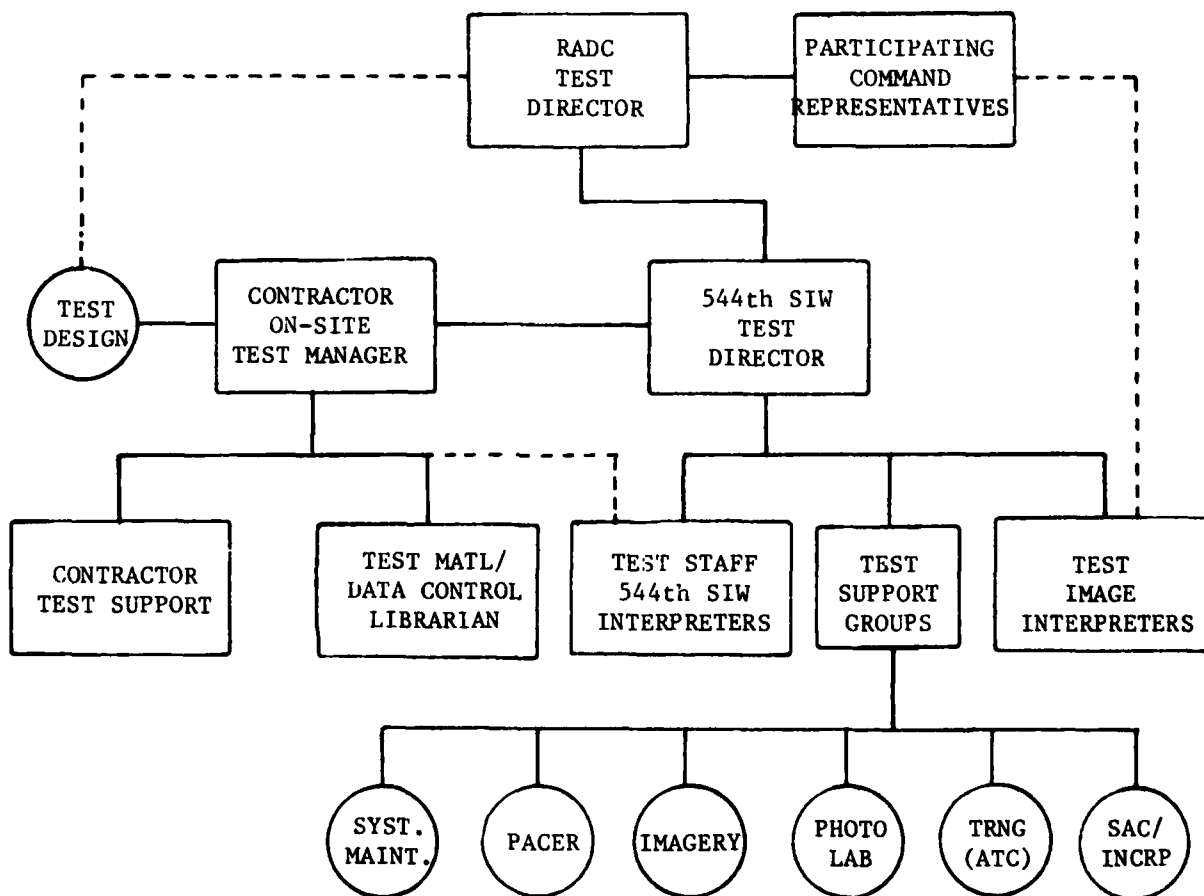 RADC
TEST
DIRECTOR
PARTICIPATING
COMMAND
REPRESENTATIVES
TEST
DESIGN
CONTRACTOR
ON-SITE
TEST MANAGER
544th SIW
TEST
DIRECTOR
CONTRACTOR
TEST SUPPORT
TEST MATL/
DATA CONTROL
LIBRARIAN
TEST STAFF
544th SIW
INTERPRETERS
TEST
SUPPORT
GROUPS
TEST
IMAGE
INTERPRETERS
SYST.
MAINT.
PACER
IMAGERY
PHOTO
LAB
TRNG
(ATC)
SAC/
INCRP